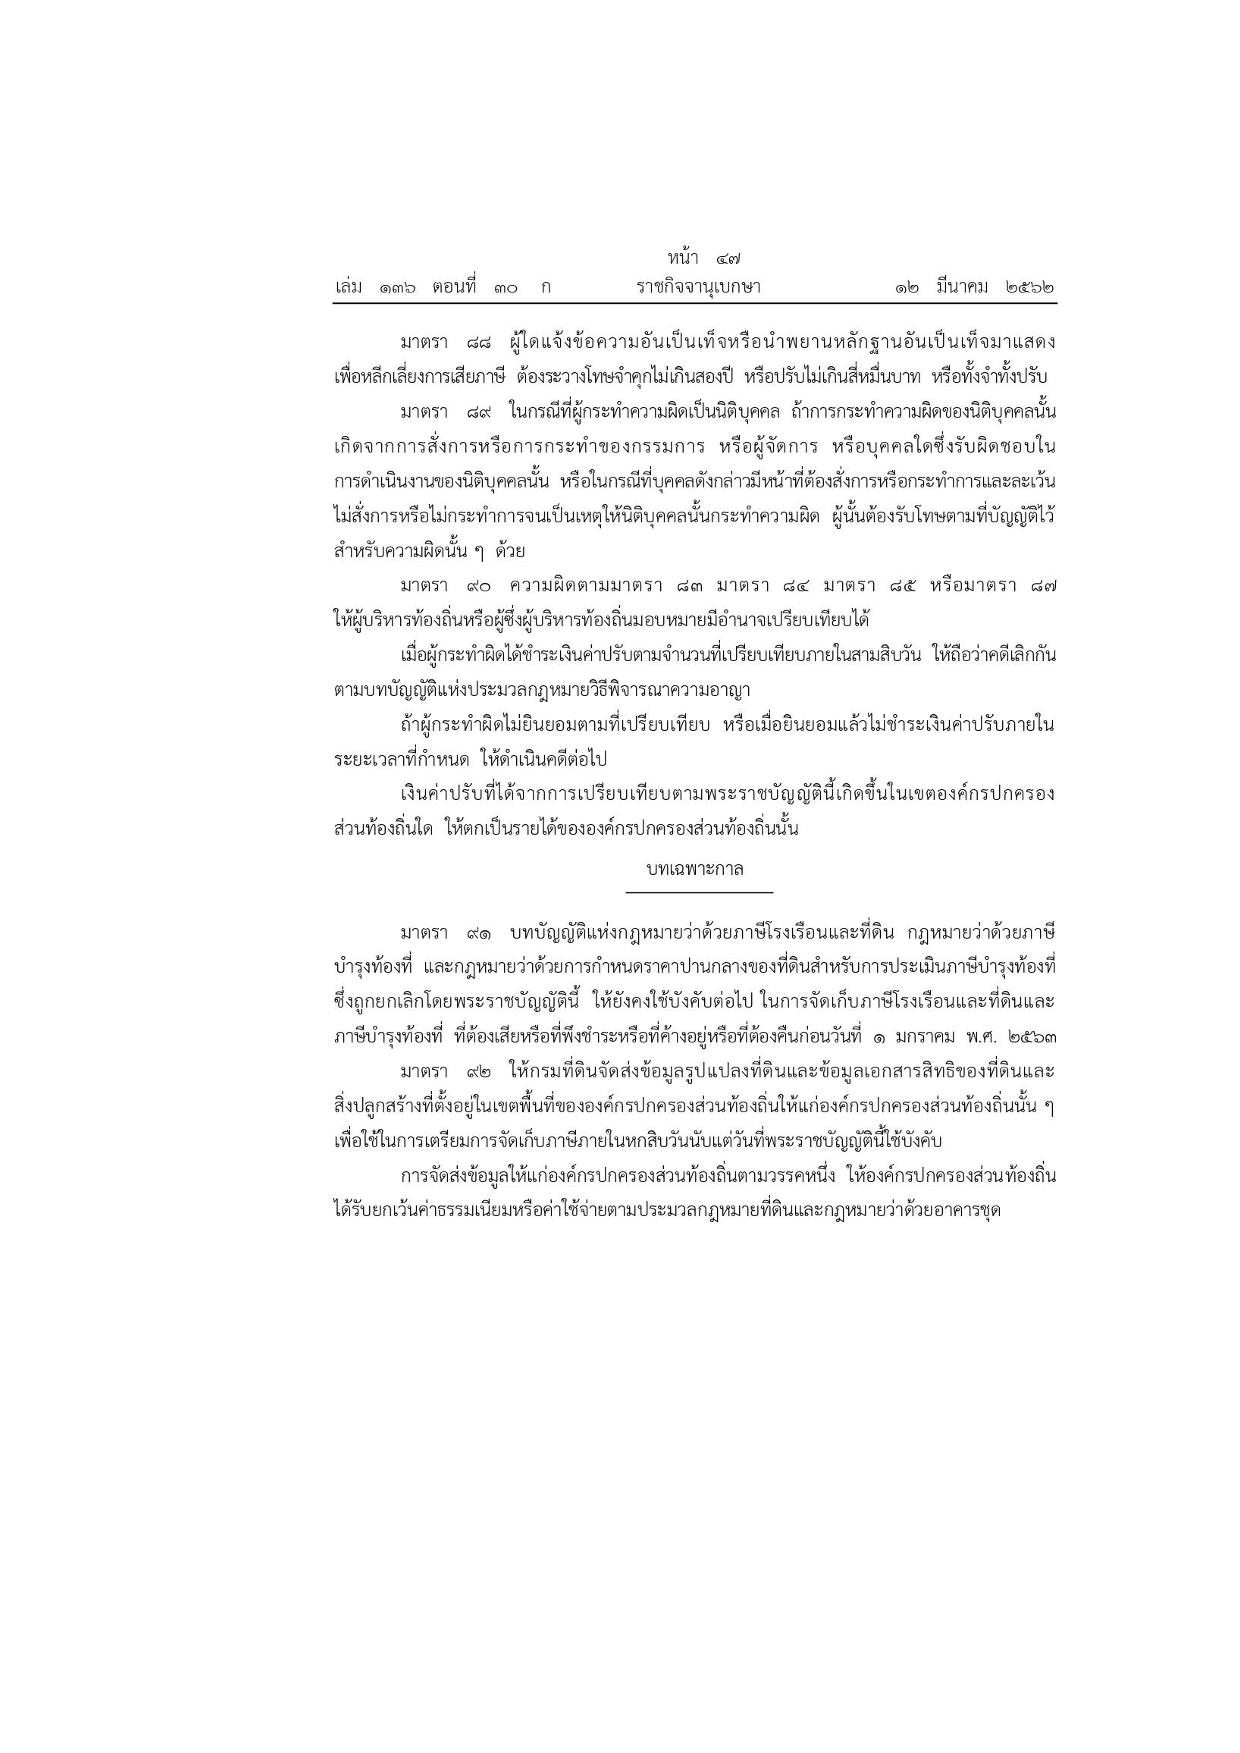 หน้า ๔๗
เล่ม ๑๓๖ ตอนที่ ๓๐ ก ราชกิจจานุเบกษา ๑๒ มีนาคม ๒๕๖๒
มาตรา ๘๘ ผู้ใดแจ้งข้อความอันเป็นเท็จหรือนำพยานหลักฐานอันเป็นเท็จมาแสดง
เพื่อหลีกเลี่ยงการเสียภาษี ต้องระวางโทษจำคุกไม่เกินสองปี หรือปรับไม่เกินสี่หมื่นบาท หรือทั้งจำทั้งปรับ
มาตรา ๘๙ ในกรณีที่ผู้กระทำความผิดเป็นนิติบุคคล ถ้าการกระทำความผิดของนิติบุคคลนั้น
เกิดจากการสั่งการหรือการกระทำของกรรมการ หรือผู้จัดการ หรือบุคคลใดซึ่งรับผิดชอบใน
การดำเนินงานของนิติบุคคลนั้น หรือในกรณีที่บุคคลดังกล่าวมีหน้าที่ต้องสั่งการหรือกระทำการและละเว้น
ไม่สั่งการหรือไม่กระทำการจนเป็นเหตุให้นิติบุคคลนั้นกระทำความผิด ผู้นั้นต้องรับโทษตามที่บัญญัติไว้
สำหรับความผิดนั้น ๆ ด้วย
มาตรา ๙๐ ความผิดตามมาตรา ๘๓ มาตรา ๘๔ มาตรา ๘๕ หรือมาตรา ๘๗
ให้ผู้บริหารท้องถิ่นหรือผู้ซึ่งผู้บริหารท้องถิ่นมอบหมายมีอำนาจเปรียบเทียบได้
เมื่อผู้กระทำผิดได้ชำระเงินค่าปรับตามจำนวนที่เปรียบเทียบภายในสามสิบวัน ให้ถือว่าคดีเลิกกัน
ตามบทบัญญัติแห่งประมวลกฎหมายวิธีพิจารณาความอาญา
ถ้าผู้กระทำผิดไม่ยินยอมตามที่เปรียบเทียบ หรือเมื่อยินยอมแล้วไม่ชำระเงินค่าปรับภายใน
ระยะเวลาที่กำหนด ให้ดำเนินคดีต่อไป
เงินค่าปรับที่ได้จากการเปรียบเทียบตามพระราชบัญญัตินี้เกิดขึ้นในเขตองค์กรปกครอง
ส่วนท้องถิ่นใด ให้ตกเป็นรายได้ขององค์กรปกครองส่วนท้องถิ่นนั้น
บทเฉพาะกาล
มาตรา ๙๑ บทบัญญัติแห่งกฎหมายว่าด้วยภาษีโรงเรือนและที่ดิน กฎหมายว่าด้วยภาษี
บำรุงท้องที่ และกฎหมายว่าด้วยการกำหนดราคาปานกลางของที่ดินสำหรับการประเมินภาษีบำรุงท้องที่
ซึ่งถูกยกเลิกโดยพระราชบัญญัตินี้ ให้ยังคงใช้บังคับต่อไป ในการจัดเก็บภาษีโรงเรือนและที่ดินและ
ภาษีบำรุงท้องที่ ที่ต้องเสียหรือที่พึงชำระหรือที่ค้างอยู่หรือที่ต้องคืนก่อนวันที่ ๑ มกราคม พ.ศ. ๒๕๖๓
มาตรา ๙๒ ให้กรมที่ดินจัดส่งข้อมูลรูปแปลงที่ดินและข้อมูลเอกสารสิทธิของที่ดินและ
สิ่งปลูกสร้างที่ตั้งอยู่ในเขตพื้นที่ขององค์กรปกครองส่วนท้องถิ่นให้แก่องค์กรปกครองส่วนท้องถิ่นนั้น ๆ
เพื่อใช้ในการเตรียมการจัดเก็บภาษีภายในหกสิบวันนับแต่วันที่พระราชบัญญัตินี้ใช้บังคับ
การจัดส่งข้อมูลให้แก่องค์กรปกครองส่วนท้องถิ่นตามวรรคหนึ่ง ให้องค์กรปกครองส่วนท้องถิ่น
ได้รับยกเว้นค่าธรรมเนียมหรือค่าใช้จ่ายตามประมวลกฎหมายที่ดินและกฎหมายว่าด้วยอาคารชุด